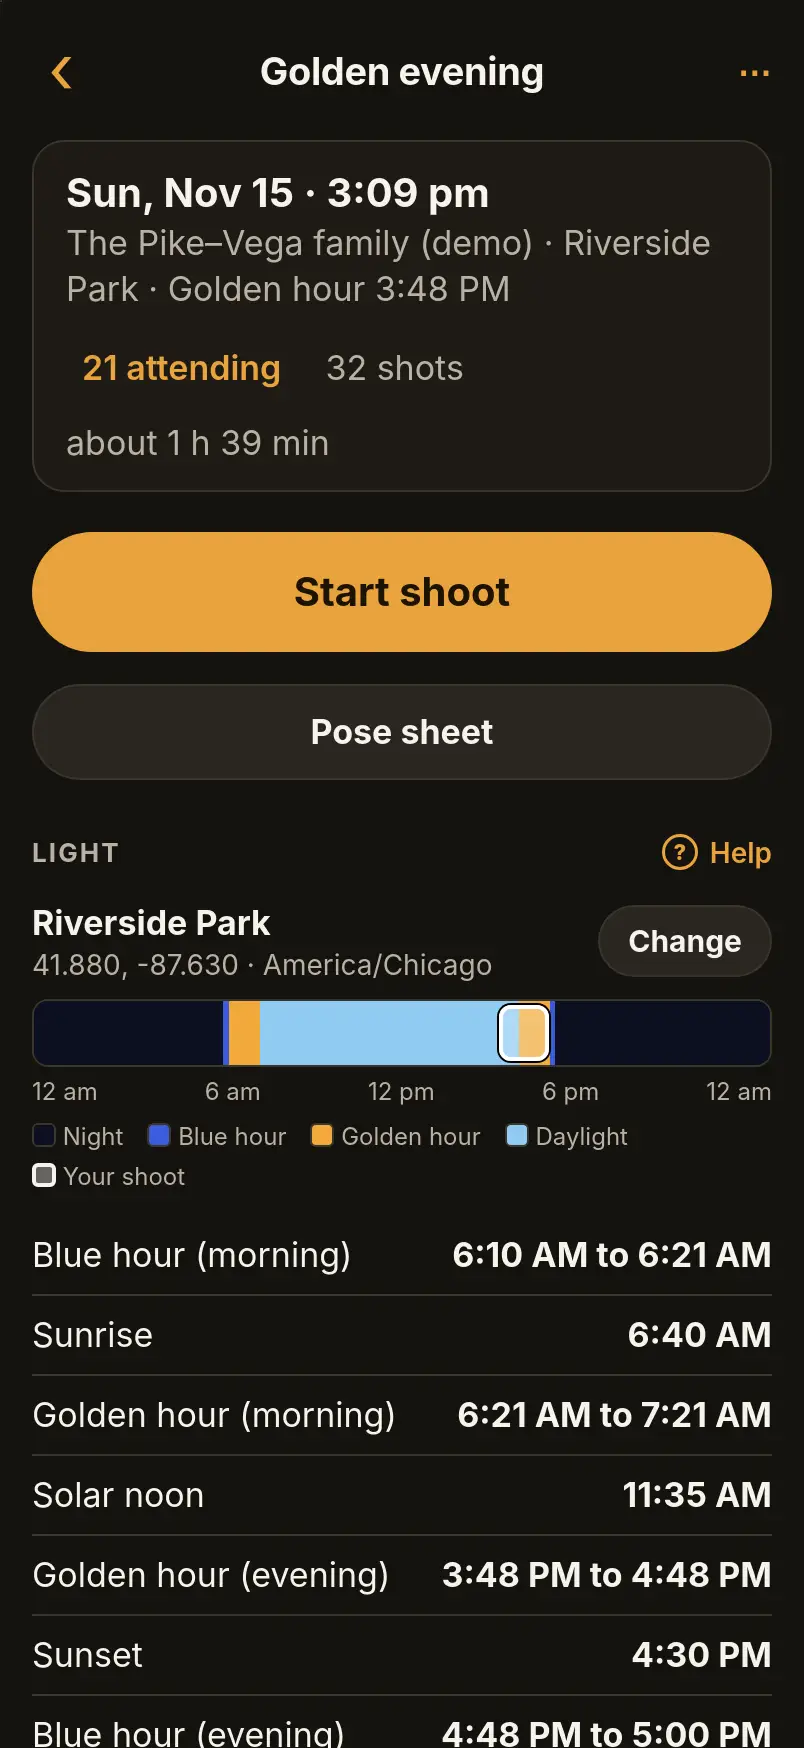 Golden evening
...
Sun, Nov 15 · 3:09 pm
The Pike–Vega family (demo) · Riverside
Park · Golden hour 3:48 PM
21 attending 32 shots
about 1 h 39 min
Start shoot
Pose sheet
LIGHT ? Help
Riverside Park
41.880, -87.630 · America/Chicago
Change
12 am 6 am 12 pm 6 pm 12 am
Night Blue hour Golden hour Daylight
Your shoot
Blue hour (morning) 6:10 AM to 6:21 AM
Sunrise 6:40 AM
Golden hour (morning) 6:21 AM to 7:21 AM
Solar noon 11:35 AM
Golden hour (evening) 3:48 PM to 4:48 PM
Sunset 4:30 PM
Blue hour (evening) 4:48 PM to 5:00 PM